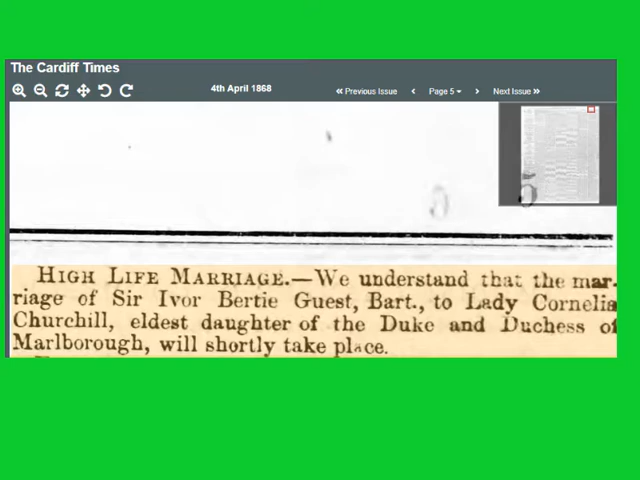 The Cardiff Times
4th April 1868
Previous Issue
Page 5
Next Issue
5
HIGH LIFE MARRIAGE.—We understand that the mar-
riage of Sir Ivor Bertie Guest, Bart., to Lady Cornelia
Churchill, eldest daughter of the Duke and Duchess of
Marlborough, will shortly take place.